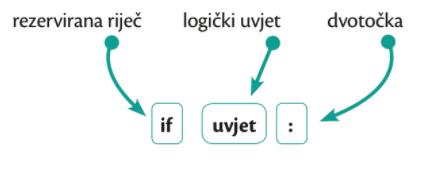 rezervirana riječ logički uvjet dvotočka
if uvjet :